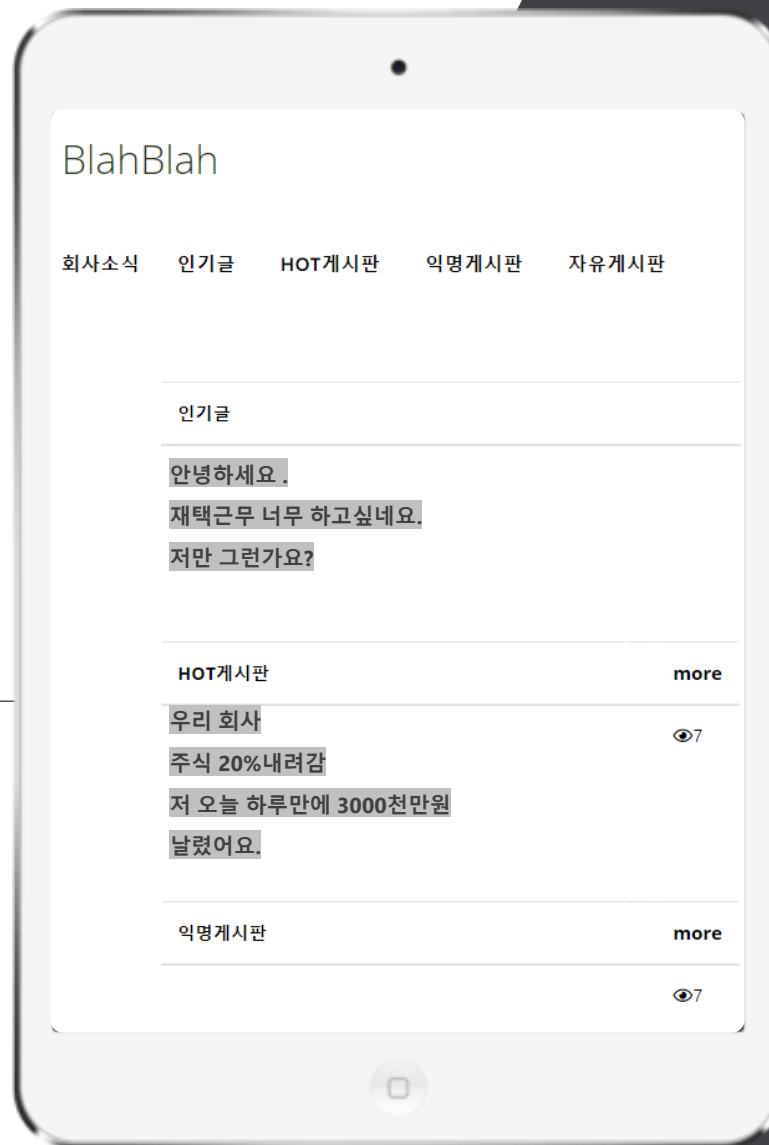 BlahBlah
회사소식 인기글 HOT게시판 익명게시판 자유게시판
인기글
안녕하세요 .
재택근무 너무 하고싶네요.
저만 그런가요?
HOT게시판 more
우리 회사 7
주식 20%내려감
저 오늘 하루만에 3000천만원
날렸어요.
익명게시판 more
7